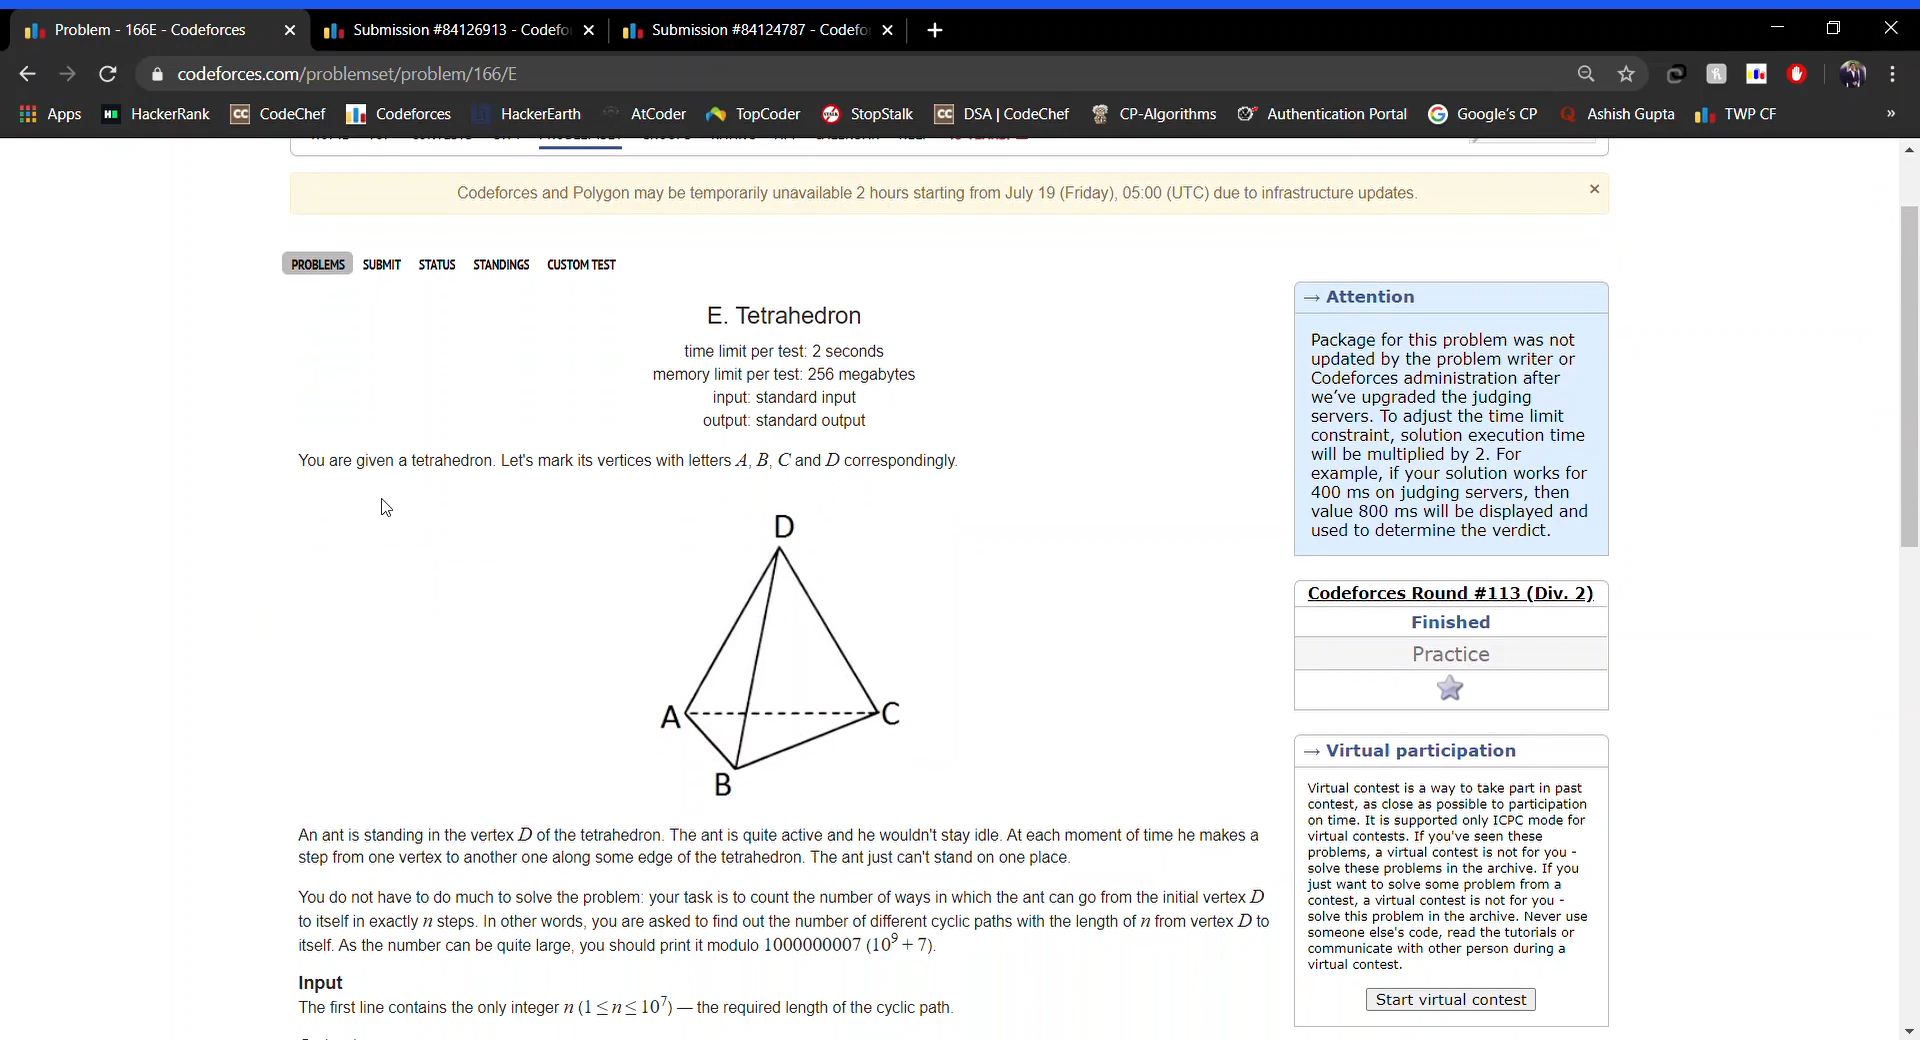 Problem - 166E - Codeforces
Submission #84126913 - Codefo
Submission #84124787 - Codefo
codeforces.com/problemset/problem/166/E
Apps HackerRank CodeChef Codeforces HackerEarth AtCoder TopCoder StopStalk DSA | CodeChef CP-Algorithms Authentication Portal Google's CP Ashish Gupta TWP CF »
Codeforces and Polygon may be temporarily unavailable 2 hours starting from July 19 (Friday), 05:00 (UTC) due to infrastructure updates.
PROBLEMS SUBMIT STATUS STANDINGS CUSTOM TEST
E. Tetrahedron
time limit per test: 2 seconds
memory limit per test: 256 megabytes
input: standard input
output: standard output
You are given a tetrahedron. Let's mark its vertices with letters A, B, C and D correspondingly.
D
A
C
B
An ant is standing in the vertex D of the tetrahedron. The ant is quite active and he wouldn't stay idle. At each moment of time he makes a
step from one vertex to another one along some edge of the tetrahedron. The ant just can't stand on one place.
You do not have to do much to solve the problem: your task is to count the number of ways in which the ant can go from the initial vertex D
to itself in exactly n steps. In other words, you are asked to find out the number of different cyclic paths with the length of n from vertex D to
itself. As the number can be quite large, you should print it modulo 1000000007 (10⁹ + 7).
Input
The first line contains the only integer n (1 ≤ n ≤ 10⁷) — the required length of the cyclic path.
→ Attention
Package for this problem was not
updated by the problem writer or
Codeforces administration after
we've upgraded the judging
servers. To adjust the time limit
constraint, solution execution time
will be multiplied by 2. For
example, if your solution works for
400 ms on judging servers, then
value 800 ms will be displayed and
used to determine the verdict.
Codeforces Round #113 (Div. 2)
Finished
Practice
→ Virtual participation
Virtual contest is a way to take part in past
contest, as close as possible to participation
on time. It is supported only ICPC mode for
virtual contests. If you've seen these
problems, a virtual contest is not for you -
solve these problems in the archive. If you
just want to solve some problem from a
contest, a virtual contest is not for you -
solve this problem in the archive. Never use
someone else's code, read the tutorials or
communicate with other person during a
virtual contest.
Start virtual contest